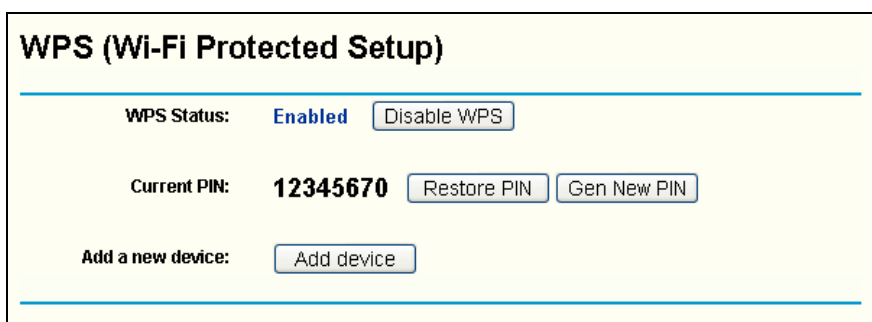 WPS (Wi-Fi Protected Setup)
WPS Status: Enabled Disable WPS
Current PIN: 12345670 Restore PIN Gen New PIN
Add a new device: Add device